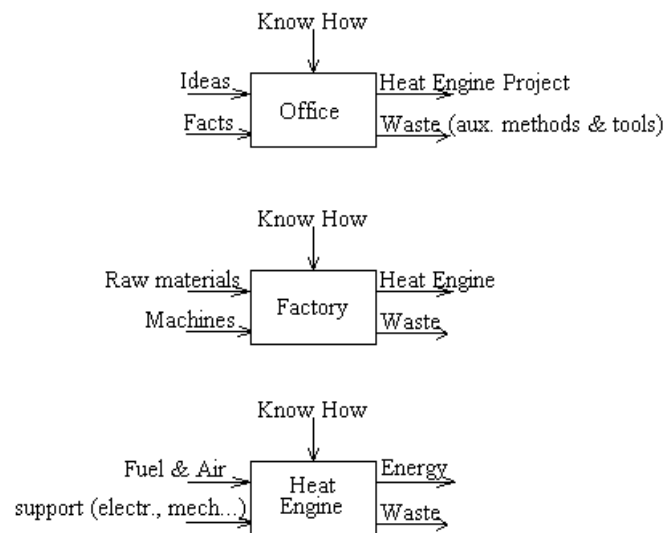 Know How
Ideas
Heat Engine Project
Office
Facts
Waste (aux. methods & tools)
Know How
Raw materials
Heat Engine
Factory
Machines
Waste
Know How
Fuel & Air
Energy
Heat
Engine
support (electr., mech...)
Waste